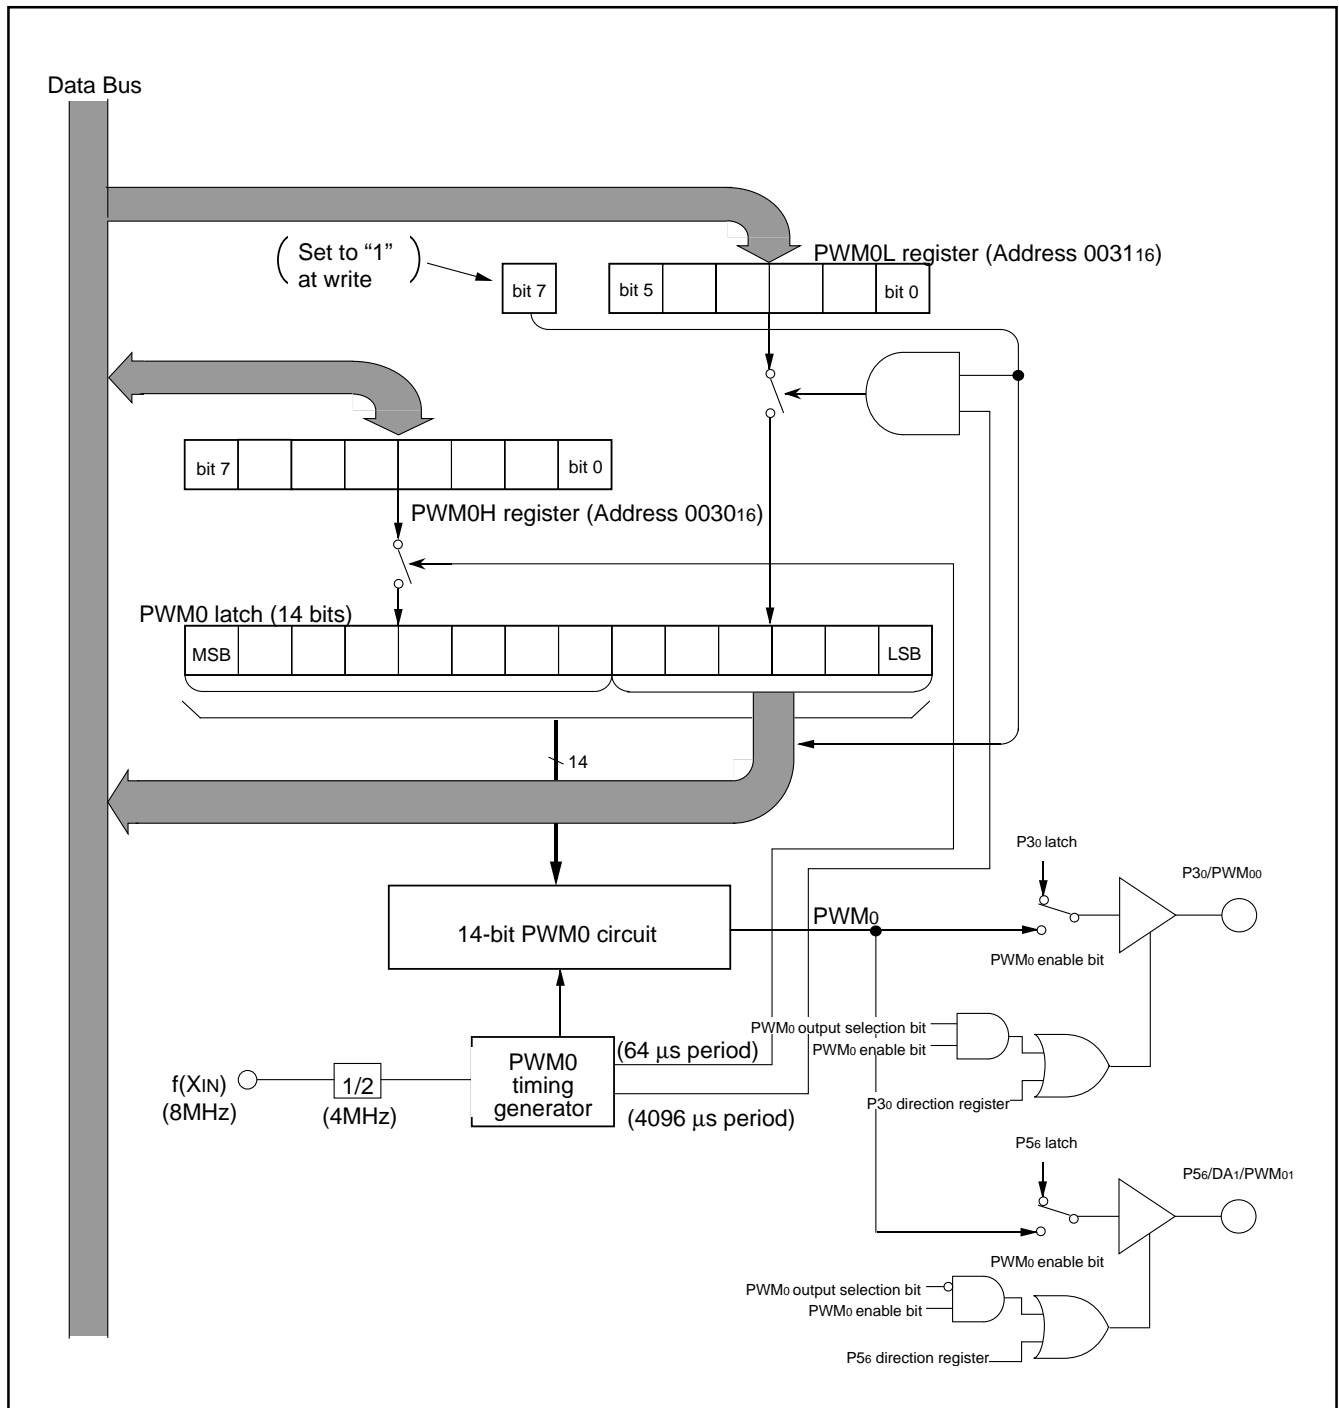 Data Bus
Set to “1”
at write
PWM0L register (Address 003116)
bit 7
bit 5
bit 0
bit 7
bit 0
PWM0H register (Address 003016)
PWM0 latch (14 bits)
MSB
LSB
14
P30 latch
P30/PWM00
14-bit PWM0 circuit
PWM0
PWM0 enable bit
PWM0 output selection bit
PWM0 enable bit
P30 direction register
PWM0
timing
generator
(64 μs period)
(4096 μs period)
f(XIN)
(8MHz)
1/2
(4MHz)
P56 latch
P56/DA1/PWM01
PWM0 enable bit
PWM0 output selection bit
PWM0 enable bit
P56 direction register